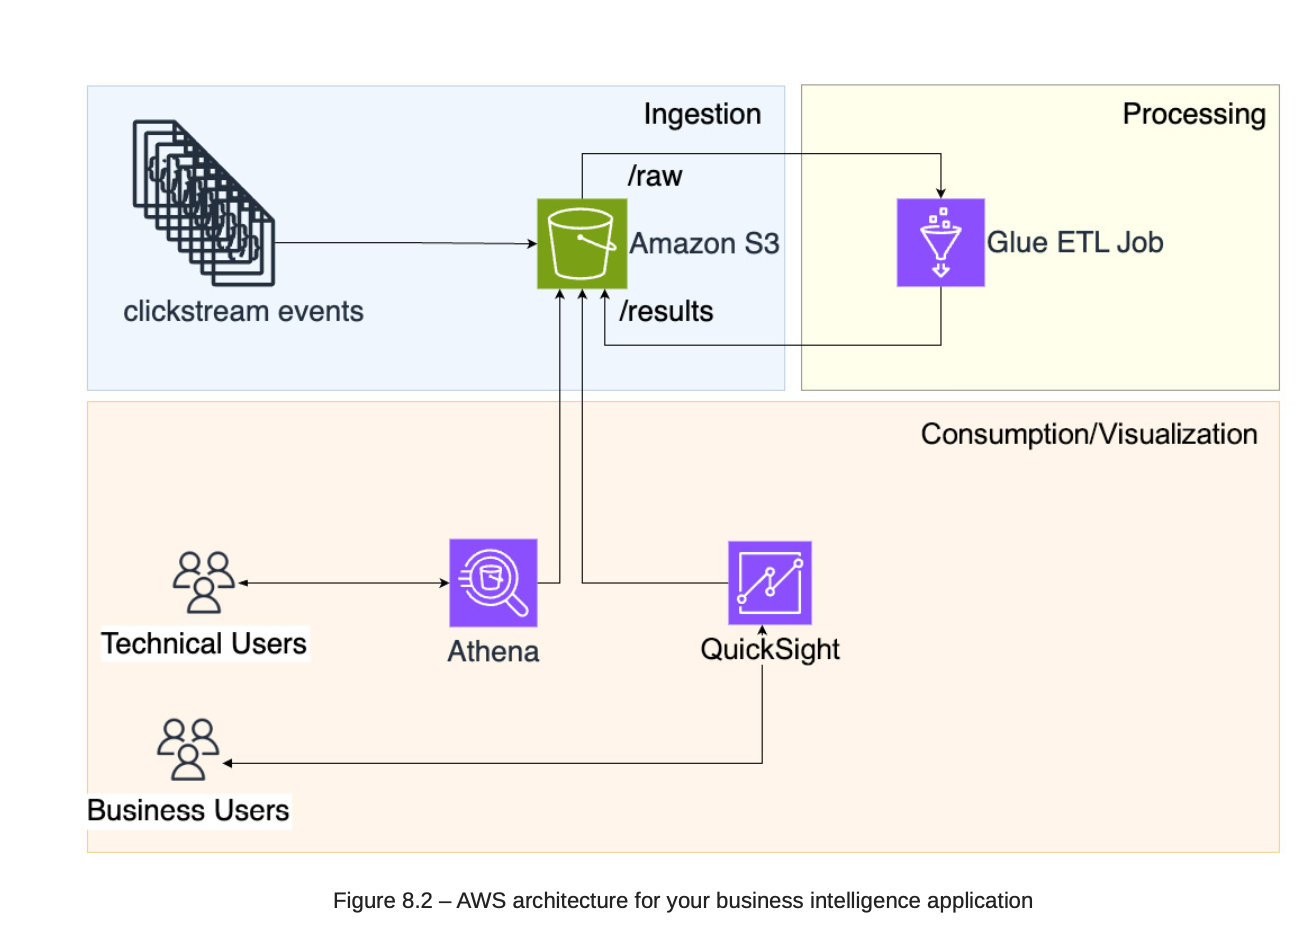 Ingestion
Processing
/raw
Amazon S3
Glue ETL Job
clickstream events
/results
Consumption/Visualization
Technical Users
Athena
QuickSight
Business Users
Figure 8.2 – AWS architecture for your business intelligence application